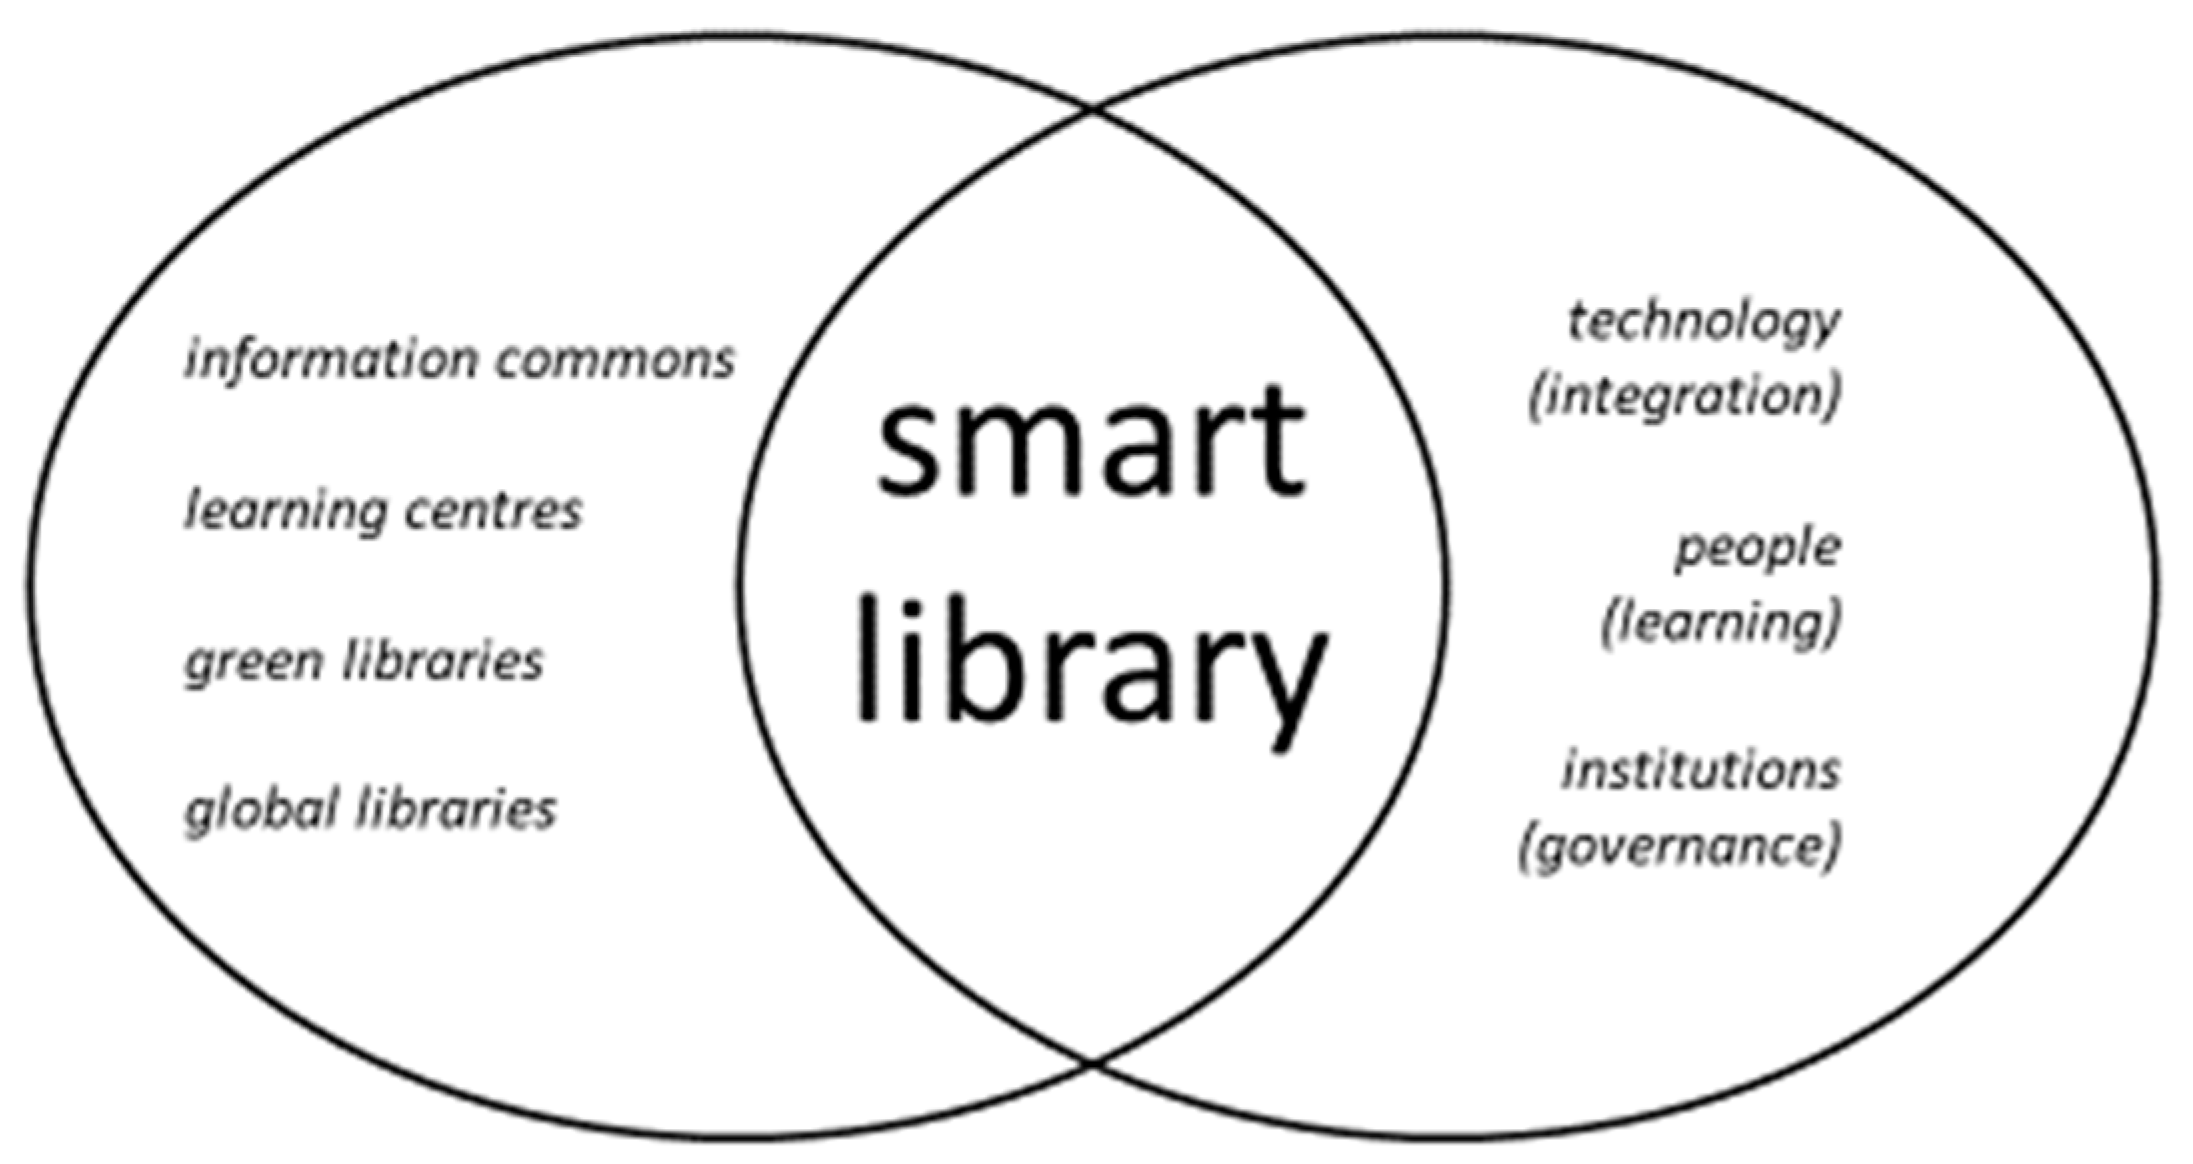 information commons
learning centres
green libraries
global libraries
smart
library
technology
(integration)
people
(learning)
institutions
(governance)